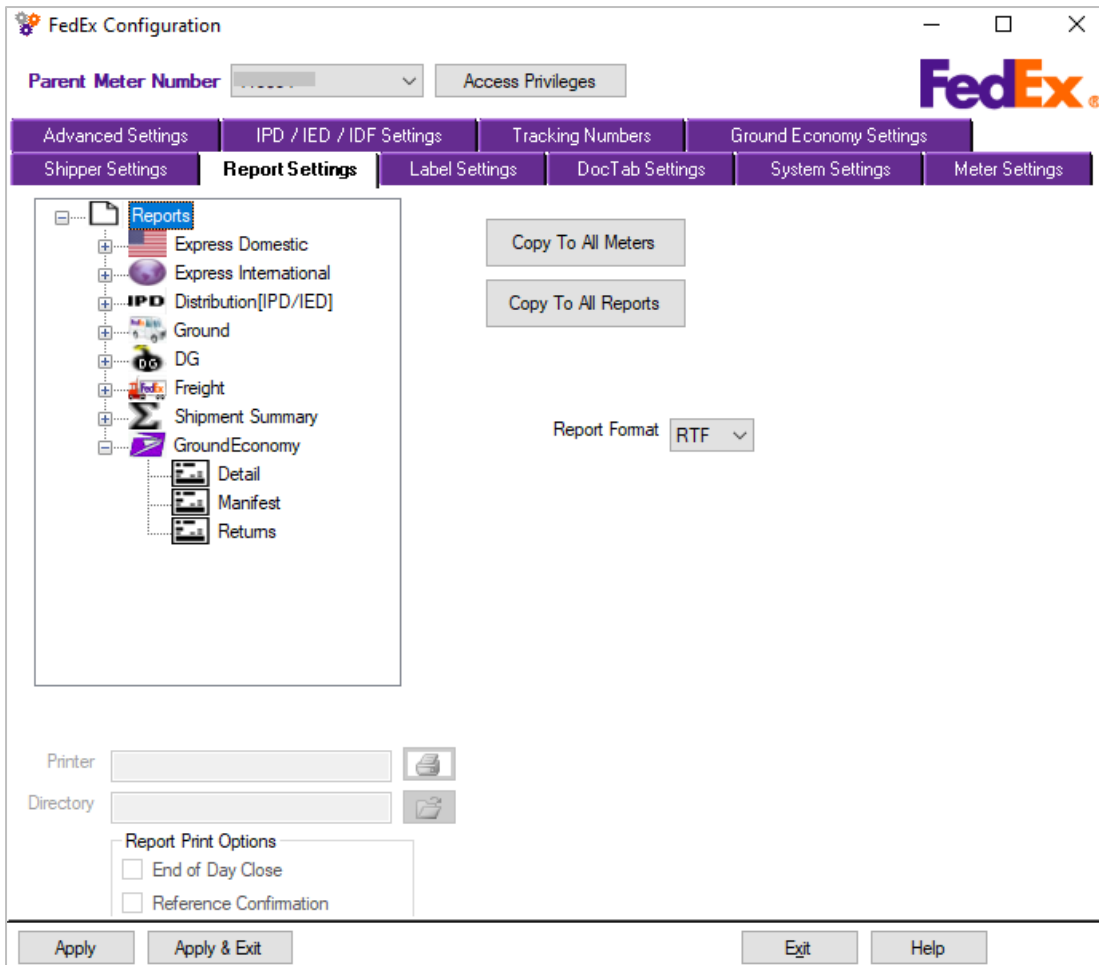 FedEx Configuration
Parent Meter Number Access Privileges
FedEx®
Advanced Settings IPD / IED / IDF Settings Tracking Numbers Ground Economy Settings
Shipper Settings Report Settings Label Settings DocTab Settings System Settings Meter Settings
Reports
Express Domestic
Express International
IPD Distribution[IPD/IED]
Ground
DG DG
FedEx Freight
Shipment Summary
GroundEconomy
Detail
Manifest
Returns
Copy To All Meters
Copy To All Reports
Report Format RTF
Printer
Directory
Report Print Options
End of Day Close
Reference Confirmation
Apply Apply & Exit Exit Help